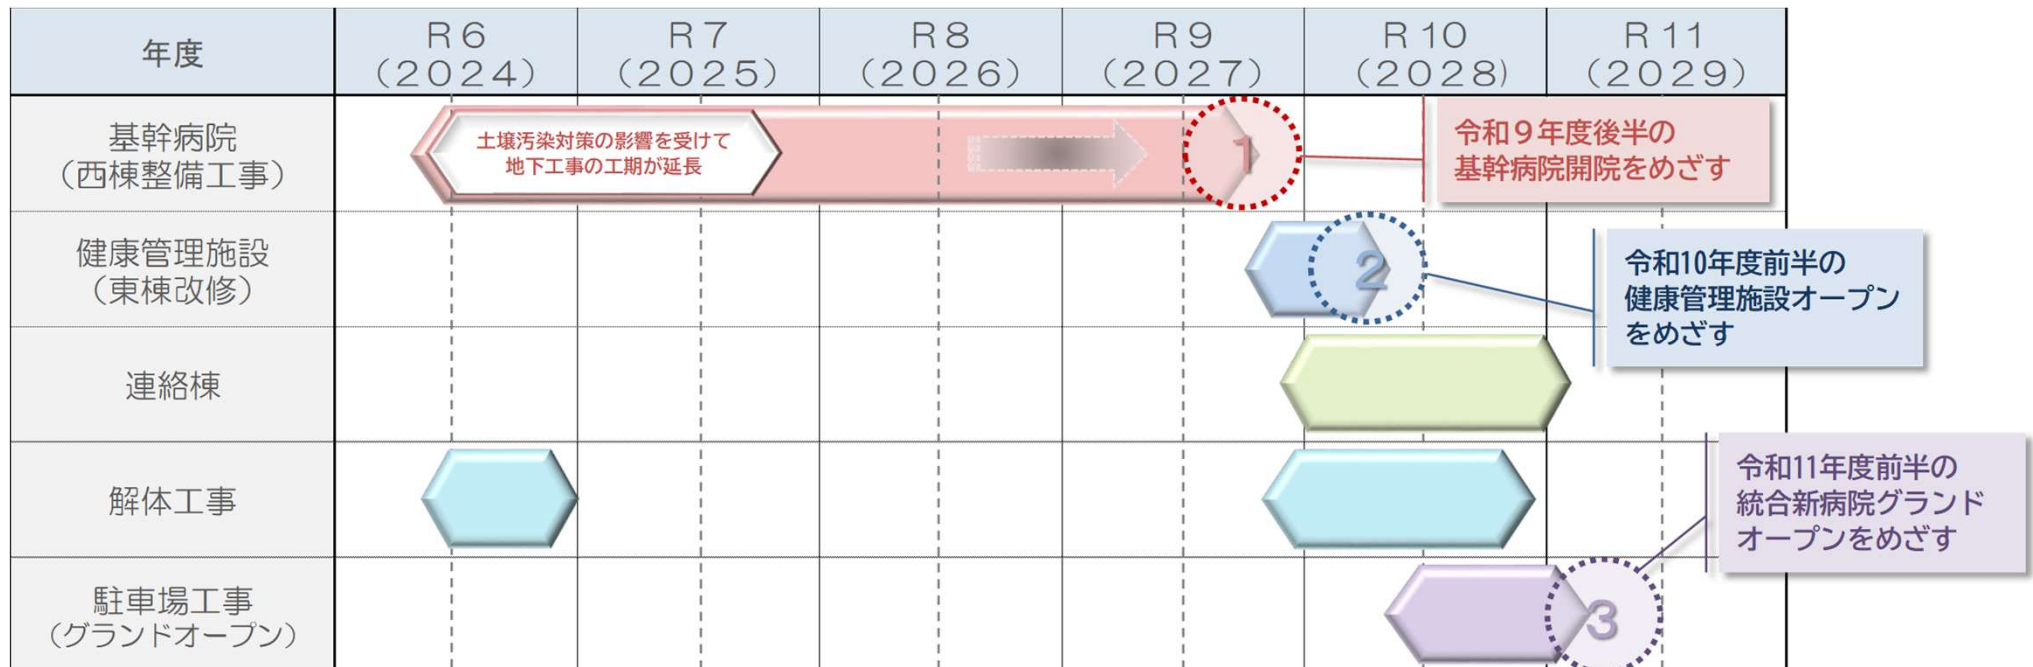 年度
R6
(2024)
R7
(2025)
R8
(2026)
R9
(2027)
R10
(2028)
R11
(2029)
基幹病院
(西棟整備工事)
土壌汚染対策の影響を受けて
地下工事の工期が延長
1
令和9年度後半の
基幹病院開院をめざす
健康管理施設
(東棟改修)
2
令和10年度前半の
健康管理施設オープン
をめざす
連絡棟
解体工事
駐車場工事
(グランドオープン)
3
令和11年度前半の
統合新病院グランド
オープンをめざす